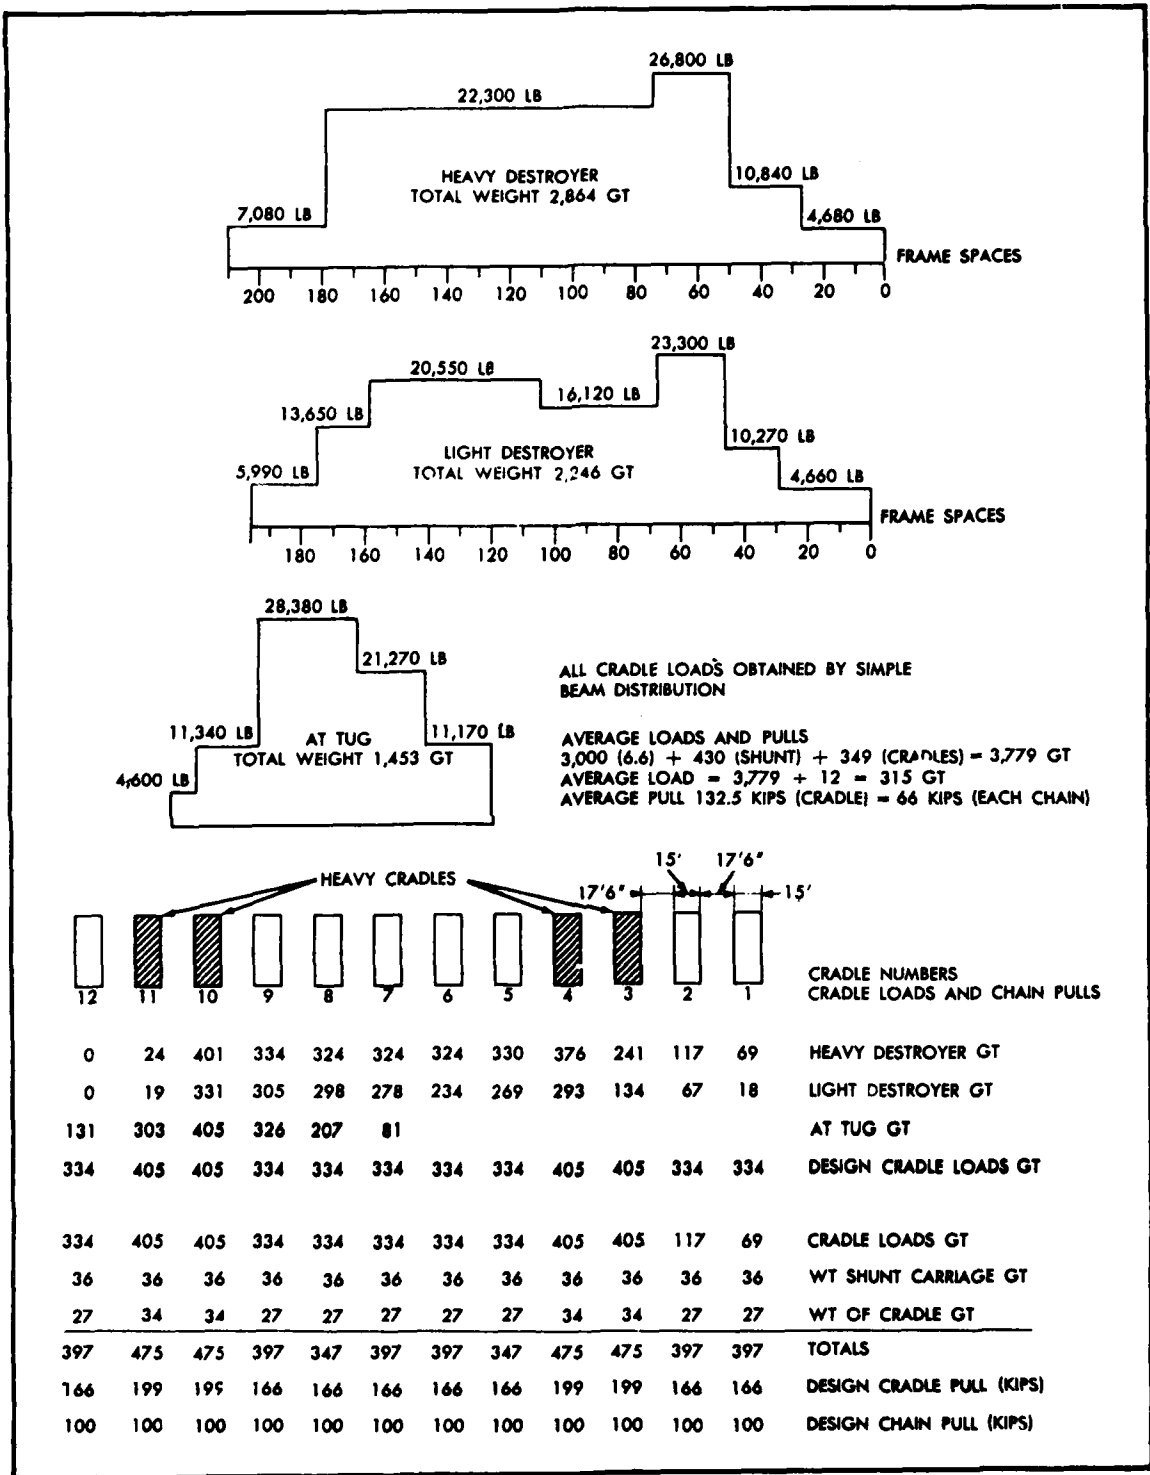 26,800 LB
22,300 LB
HEAVY DESTROYER
TOTAL WEIGHT 2,864 GT
10,840 LB
7,080 LB
4,680 LB
FRAME SPACES
200 180 160 140 120 100 80 60 40 20 0
23,300 LB
20,550 LB
16,120 LB
13,650 LB
10,270 LB
LIGHT DESTROYER
TOTAL WEIGHT 2,246 GT
5,990 LB
4,660 LB
FRAME SPACES
180 160 140 120 100 80 60 40 20 0
28,380 LB
21,270 LB
11,340 LB
AT TUG
TOTAL WEIGHT 1,453 GT
11,170 LB
4,600 LB
ALL CRADLE LOADS OBTAINED BY SIMPLE
BEAM DISTRIBUTION
AVERAGE LOADS AND PULLS
3,000 (6.6) + 430 (SHUNT) + 349 (CRADLES) = 3,779 GT
AVERAGE LOAD = 3,779 + 12 = 315 GT
AVERAGE PULL 132.5 KIPS (CRADLE) = 66 KIPS (EACH CHAIN)
15' 17'6"
HEAVY CRADLES
17'6" 15'
CRADLE NUMBERS
12 11 10 9 8 7 6 5 4 3 2 1 CRADLE LOADS AND CHAIN PULLS
0 24 401 334 324 324 324 330 376 241 117 69 HEAVY DESTROYER GT
0 19 331 305 298 278 234 269 293 134 67 18 LIGHT DESTROYER GT
131 303 405 326 207 81 AT TUG GT
334 405 405 334 334 334 334 334 405 405 334 334 DESIGN CRADLE LOADS GT
334 405 405 334 334 334 334 334 405 405 117 69 CRADLE LOADS GT
36 36 36 36 36 36 36 36 36 36 36 36 WT SHUNT CARRIAGE GT
27 34 34 27 27 27 27 27 34 34 27 27 WT OF CRADLE GT
397 475 475 397 347 397 397 347 475 475 397 397 TOTALS
166 199 199 166 166 166 166 166 199 199 166 166 DESIGN CRADLE PULL (KIPS)
100 100 100 100 100 100 100 100 100 100 100 100 DESIGN CHAIN PULL (KIPS)